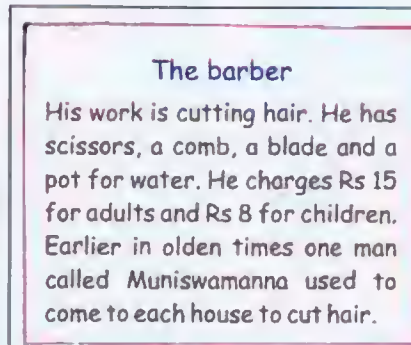 The barber
His work is cutting hair. He has
scissors, a comb, a blade and a
pot for water. He charges Rs 15
for adults and Rs 8 for children.
Earlier in olden times one man
called Muniswamanna used to
come to each house to cut hair.